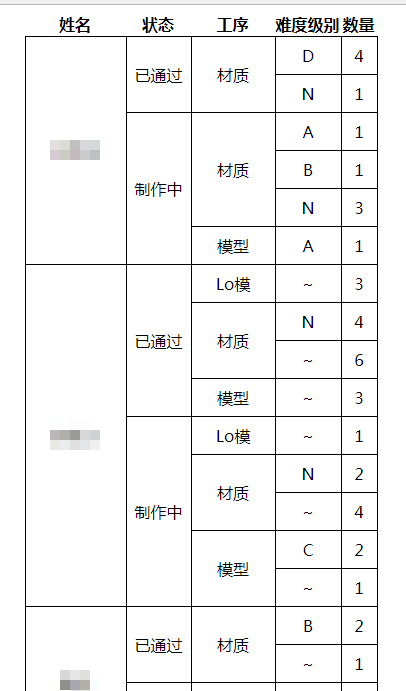 姓名 状态 工序 难度级别 数量
已通过 材质 D 4
N 1
制作中 材质 A 1
B 1
N 3
模型 A 1
已通过 Lo模 ~ 3
材质 N 4
~ 6
模型 ~ 3
制作中 Lo模 ~ 1
材质 N 2
~ 4
模型 C 2
~ 1
已通过 材质 B 2
~ 1